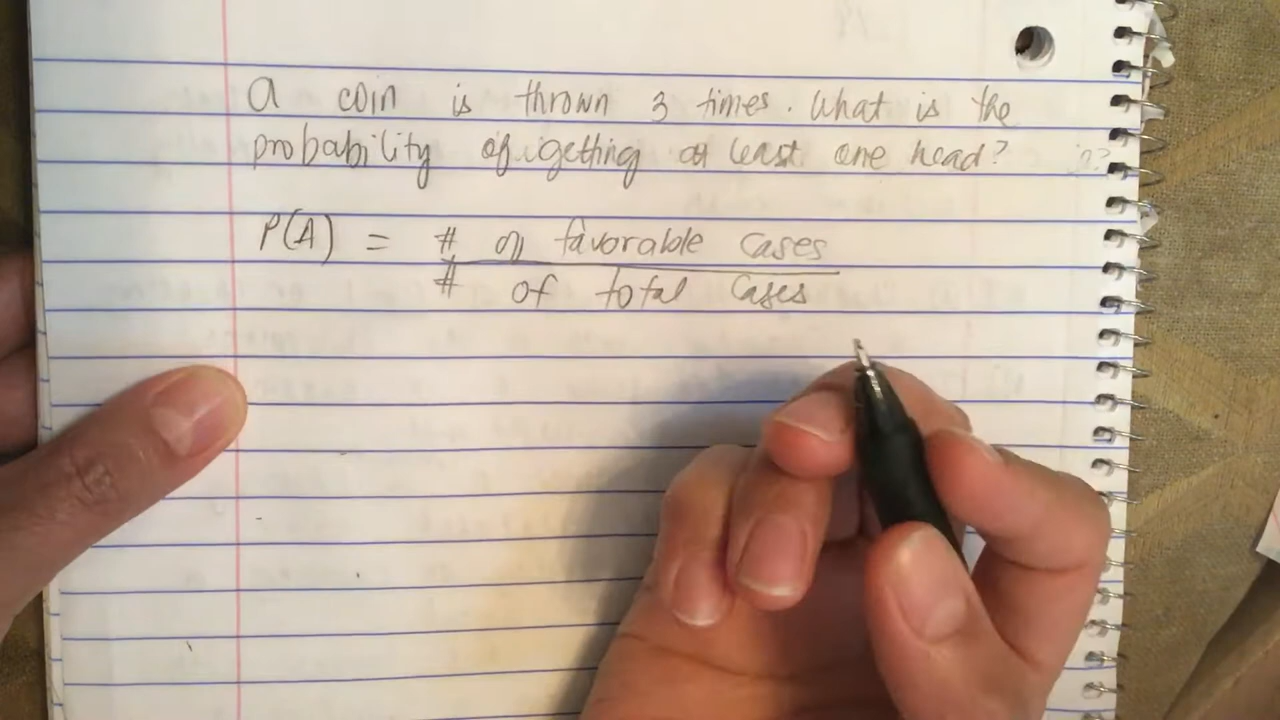 A coin is thrown 3 times. What is the
probability of getting at least one head?
P(A) = # of favorable cases
# of total cases